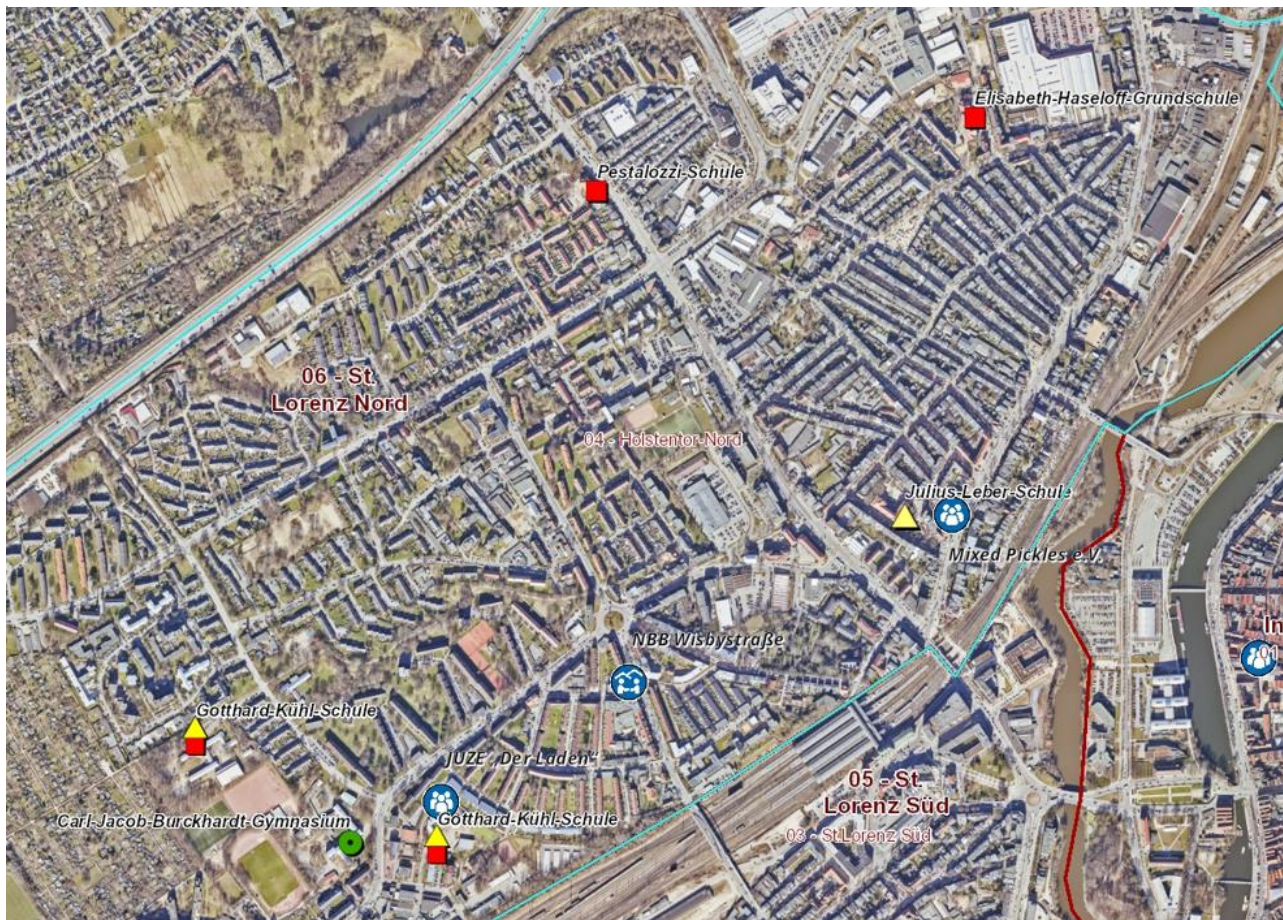 Elisabeth-Haseloff-Grundschule
Pestalozzi-Schule
06 - St.
Lorenz Nord
04 - Holstentor-Nord
Julius-Leber-Schule
Mixed Pickles e.V.
NBB Wisbystraße
In
01
Gotthard-Kühl-Schule
JUZE „Der Laden“
05 - St.
Lorenz Süd
Carl-Jacob-Burckhardt-Gymnasium
Gotthard-Kühl-Schule
03 - St.Lorenz Süd